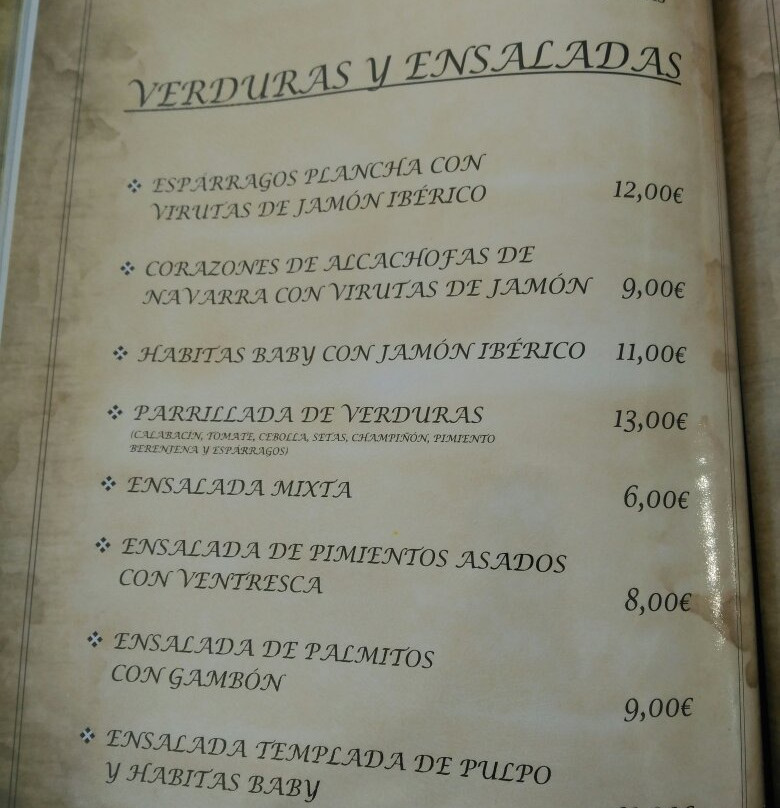 VERDURAS Y ENSALADAS
ESPÁRRAGOS PLANCHA CON
VIRUTAS DE JAMÓN IBÉRICO 12,00€
CORAZONES DE ALCACHOFAS DE
NAVARRA CON VIRUTAS DE JAMÓN 9,00€
HABITAS BABY CON JAMÓN IBÉRICO 11,00€
PARRILLADA DE VERDURAS 13,00€
(CALABACÍN, TOMATE, CEBOLLA, SETAS, CHAMPIÑÓN, PIMIENTO
BERENJENA Y ESPÁRRAGOS)
ENSALADA MIXTA 6,00€
ENSALADA DE PIMIENTOS ASADOS
CON VENTRESCA 8,00€
ENSALADA DE PALMITOS
CON GAMBÓN 9,00€
ENSALADA TEMPLADA DE PULPO
Y HABITAS BABY